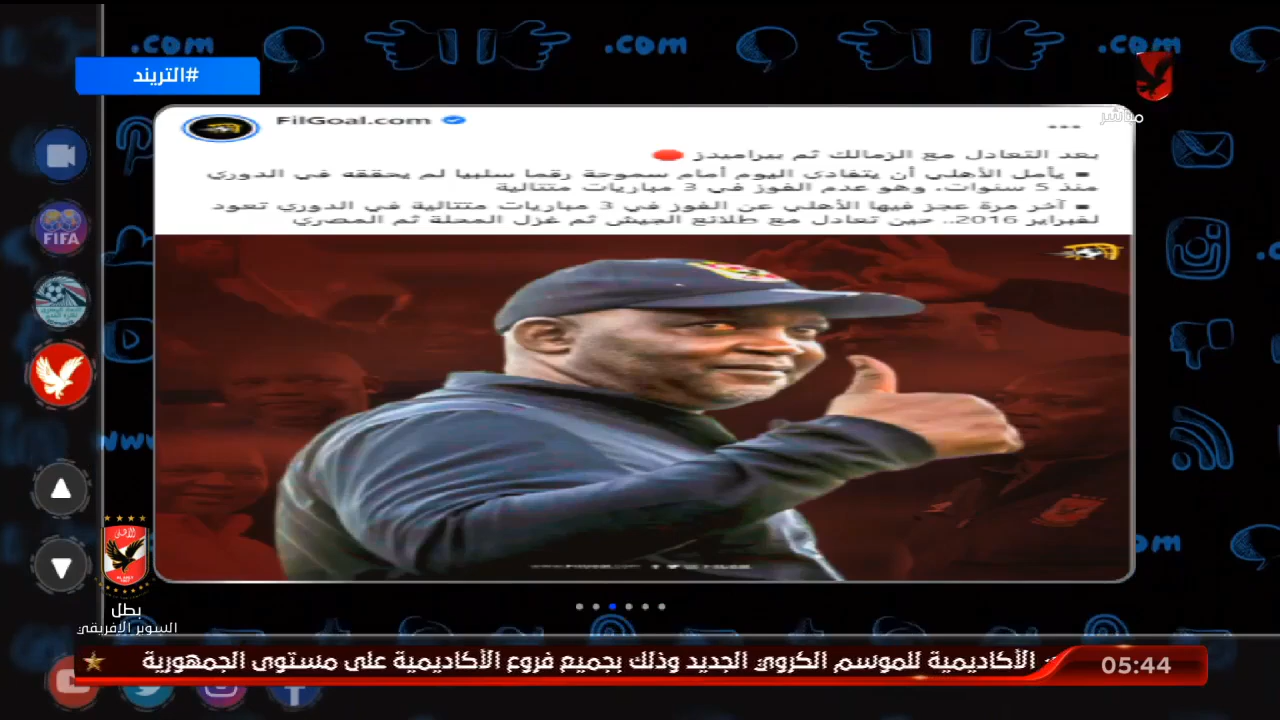 .com
.com
.com
#التريند
مباشر
FilGoal.com
بعد التعادل مع الزمالك ثم بيراميدز
▪ يأمل الأهلي أن يتفادى اليوم أمام سموحة رقما سلبيا لم يحققه في الدوري
منذ 5 سنوات، وهو عدم الفوز في 3 مباريات متتالية
▪ آخر مرة عجز فيها الأهلي عن الفوز في 3 مباريات متتالية في الدوري تعود
لفبراير 2016.. حين تعادل مع طلائع الجيش ثم غزل المحلة ثم المصري
FIFA
www
om
بطل
السوبر الإفريقي
الأكاديمية للموسم الكروي الجديد وذلك بجميع فروع الأكاديمية على مستوى الجمهورية
05:44